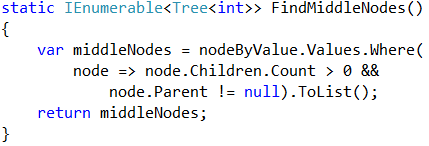 static IEnumerable<Tree<int>> FindMiddleNodes()
{
    var middleNodes = nodeByValue.Values.Where(
        node => node.Children.Count > 0 &&
            node.Parent != null).ToList();
    return middleNodes;
}